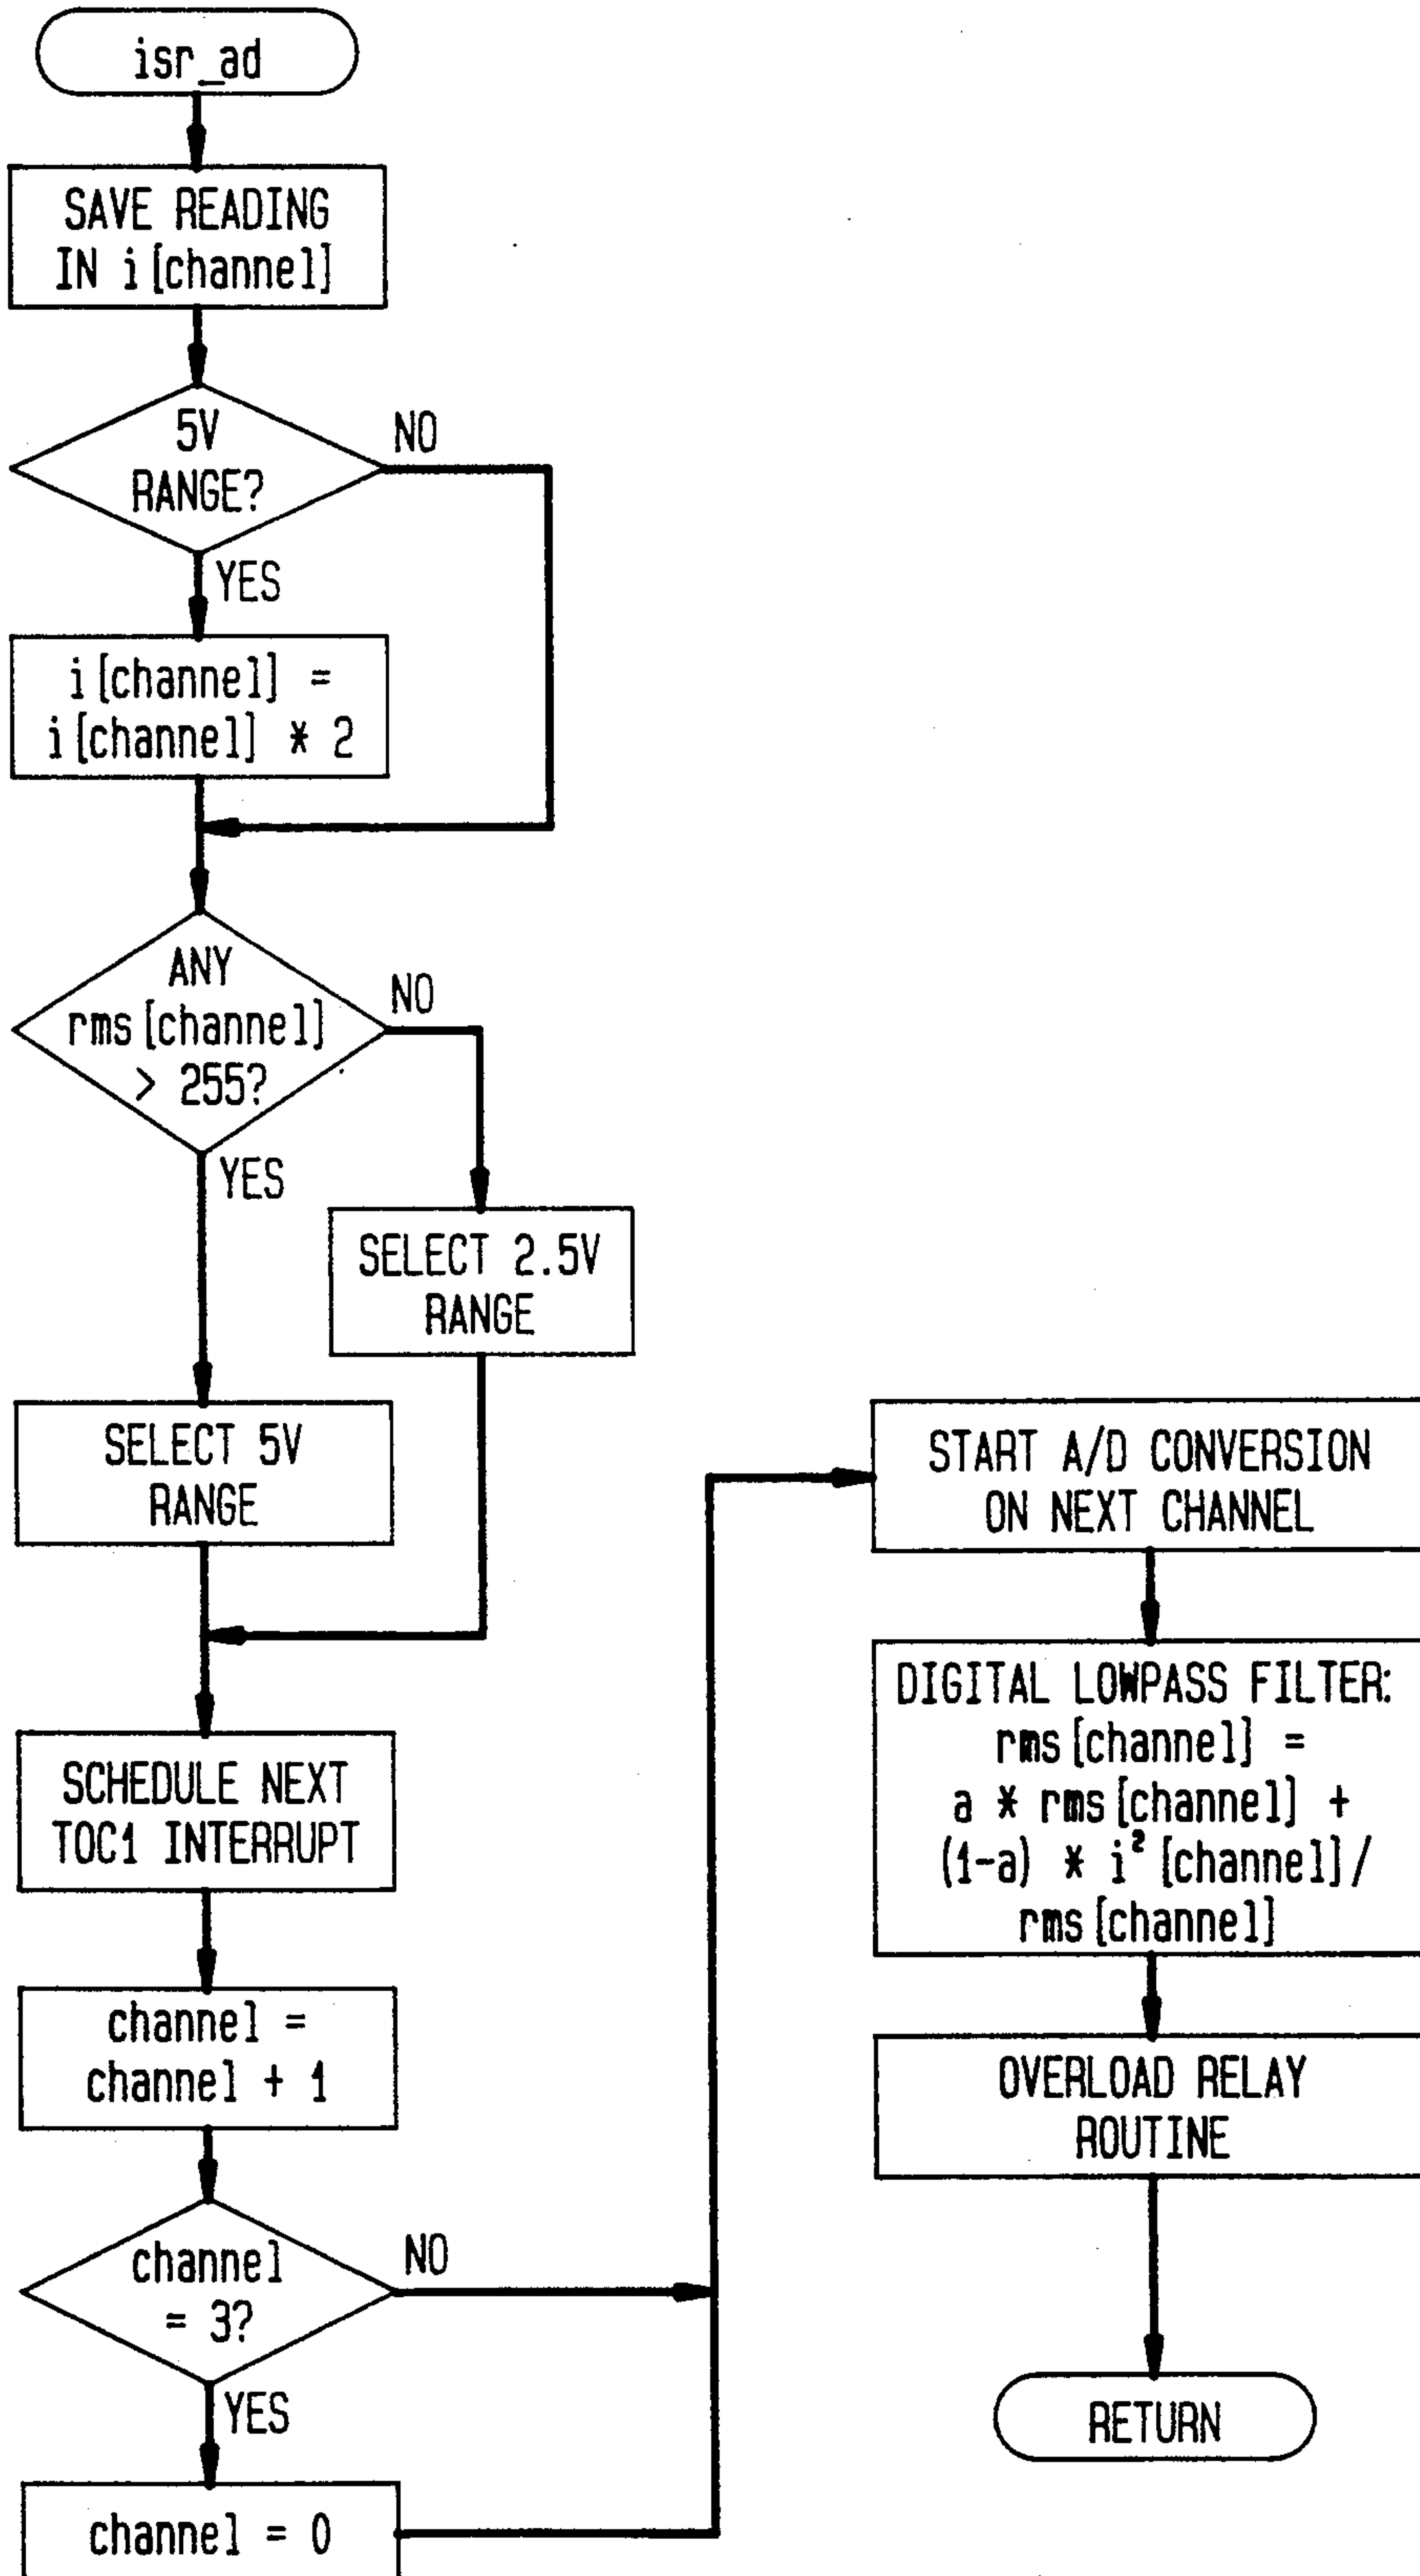 isr_ad
SAVE READING
IN i[channel]
5V
RANGE?
NO
YES
i[channel] =
i[channel] * 2
ANY
rms[channel]
> 255?
NO
YES
SELECT 2.5V
RANGE
SELECT 5V
RANGE
SCHEDULE NEXT
TOC1 INTERRUPT
channel =
channel + 1
channel
= 3?
NO
YES
channel = 0
START A/D CONVERSION
ON NEXT CHANNEL
DIGITAL LOWPASS FILTER:
rms[channel] =
a * rms[channel] +
(1-a) * i²[channel]/
rms[channel]
OVERLOAD RELAY
ROUTINE
RETURN